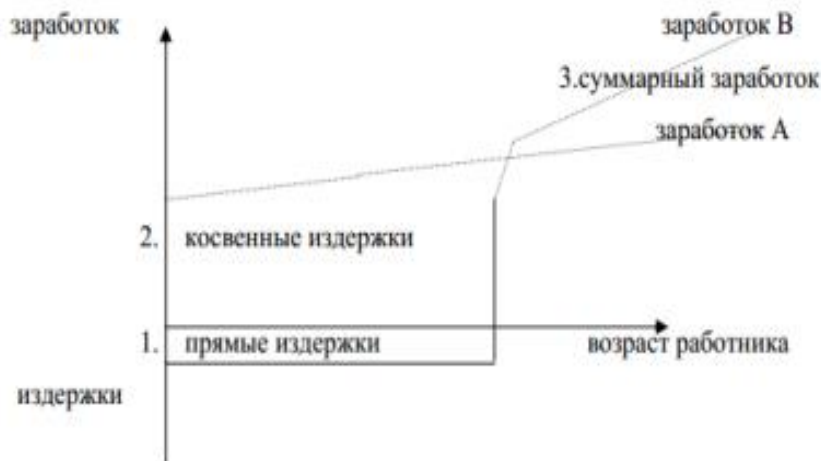 заработок
заработок В
3.суммарный заработок
заработок А
2. косвенные издержки
1. прямые издержки
возраст работника
издержки